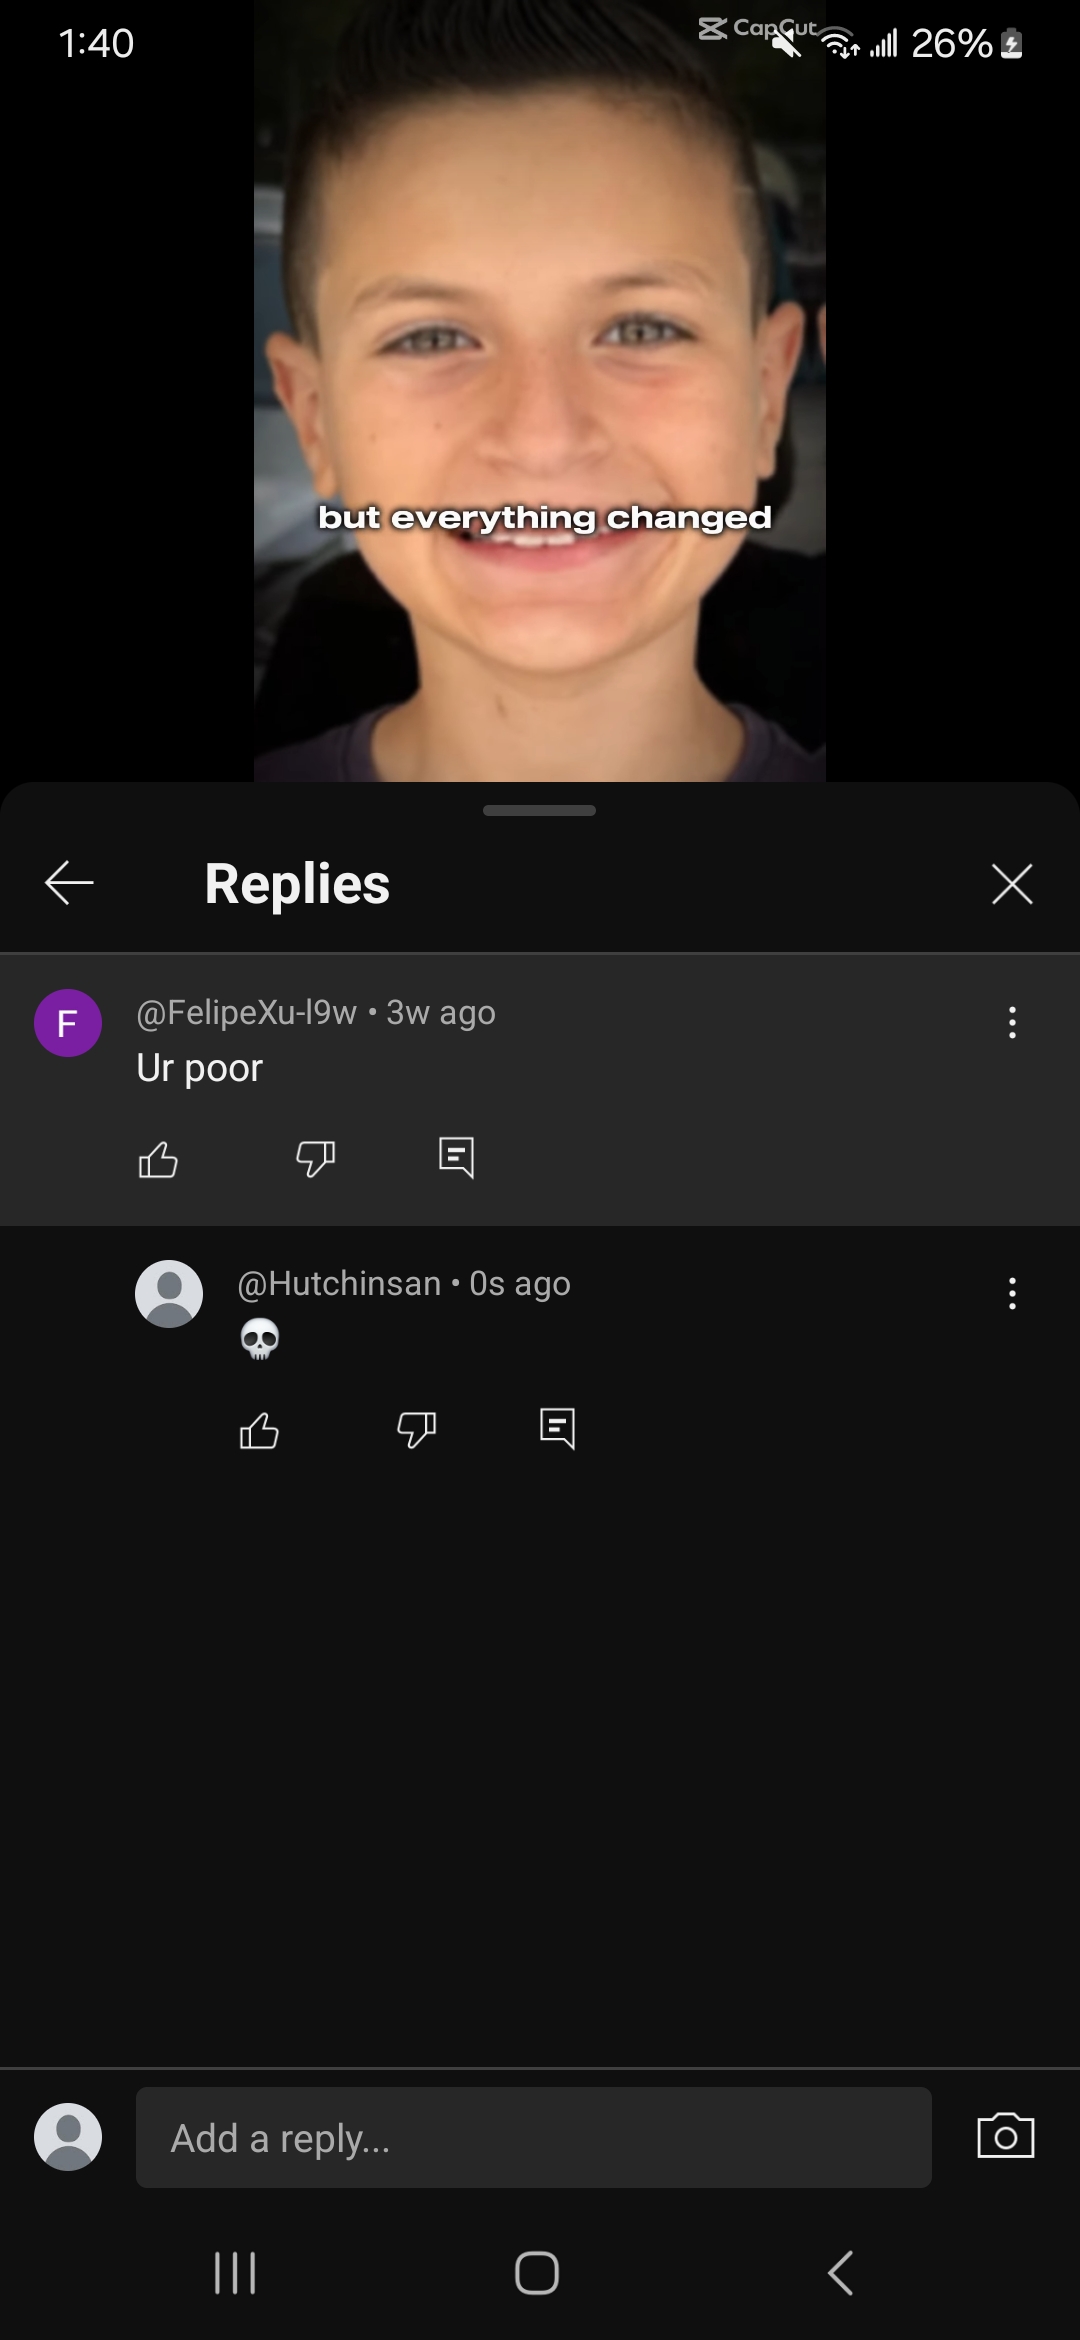 1:40
CapCut
26%
but everything changed
Replies
F
@FelipeXu-l9w • 3w ago
Ur poor
@Hutchinsan • 0s ago
💀
Add a reply...